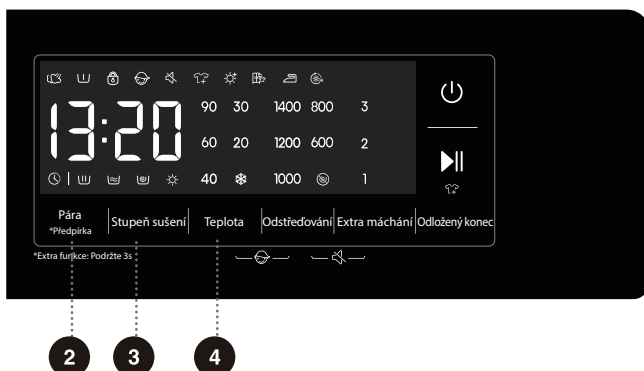 13:20
90 30 1400 800 3
60 20 1200 600 2
40 1000 1
Pára
*Předpírka
Stupeň sušení
Teplota
Odstřeďování
Extra máchání
Odložený konec
*Extra funkce: Podržte 3s
2 3 4